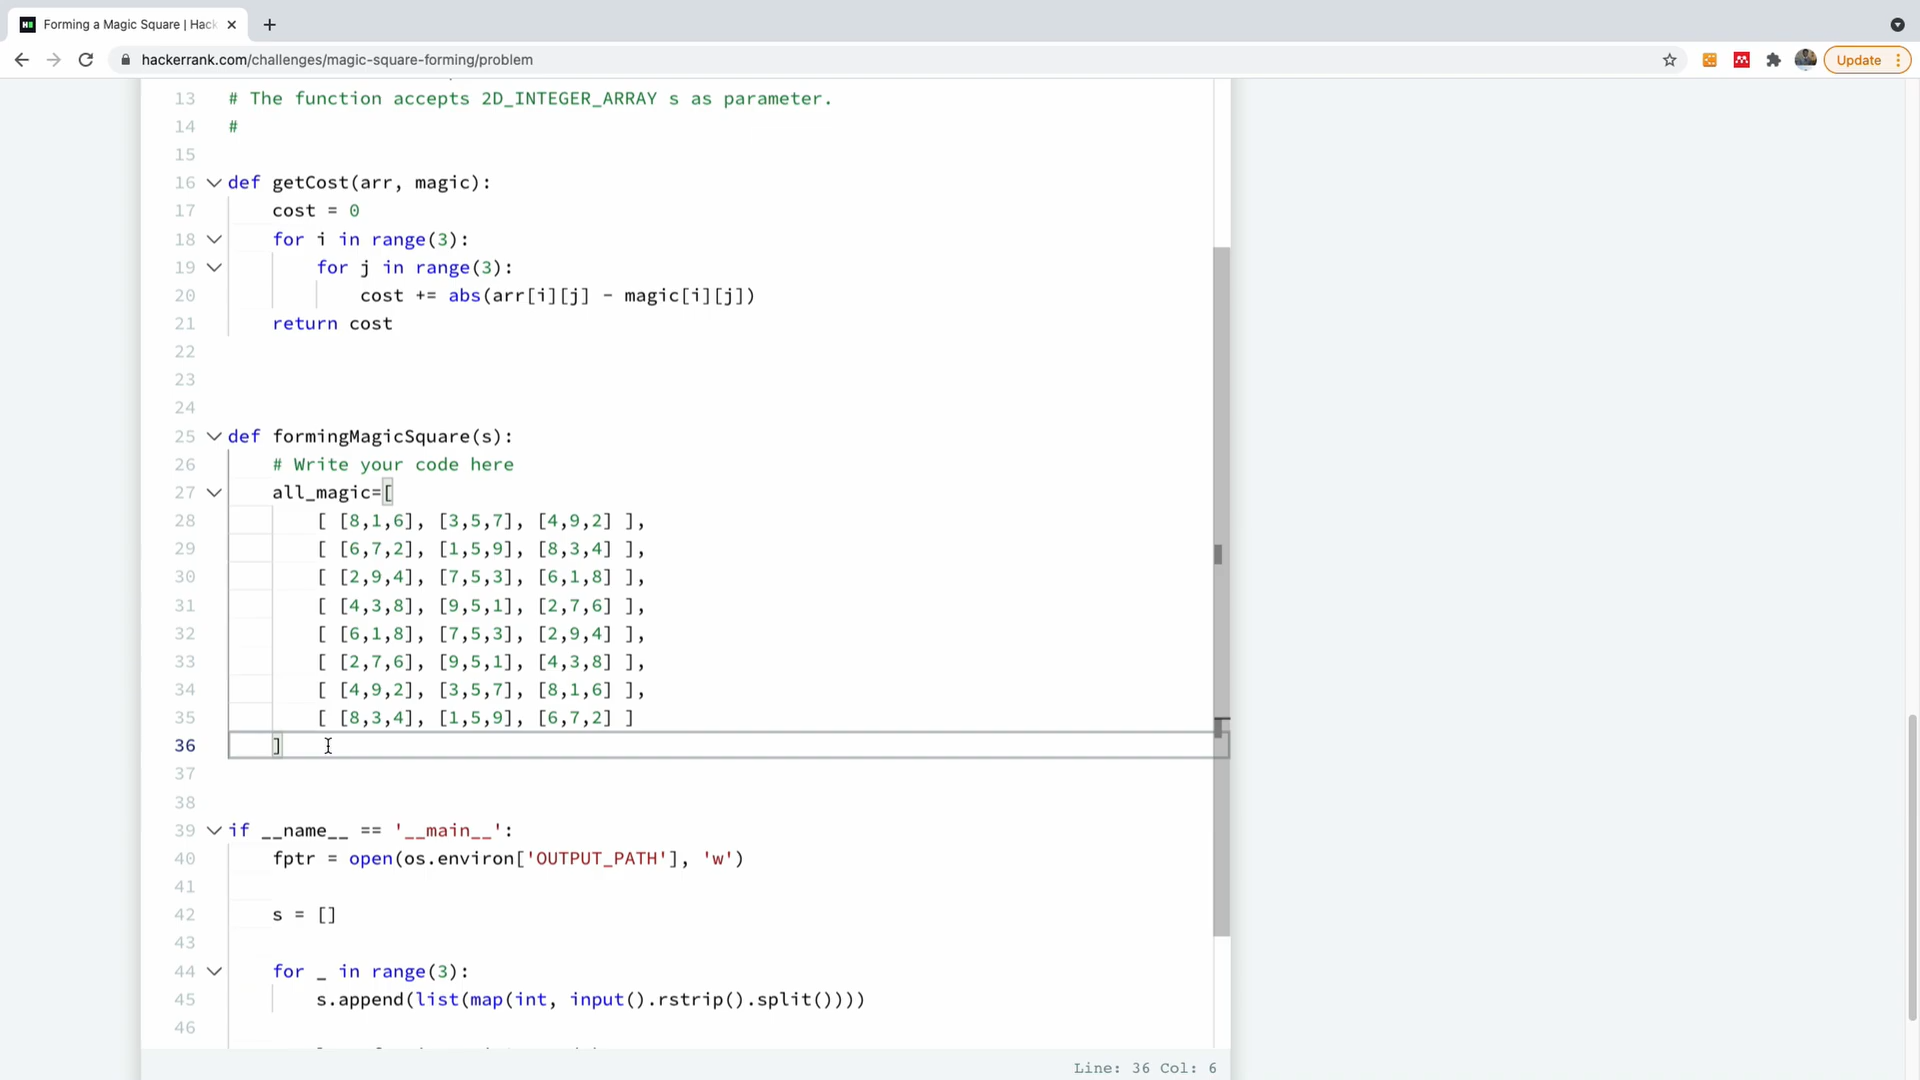 Forming a Magic Square | Hack
hackerrank.com/challenges/magic-square-forming/problem
Update
13 # The function accepts 2D_INTEGER_ARRAY s as parameter.
14 #
15
16 def getCost(arr, magic):
17 cost = 0
18 for i in range(3):
19 for j in range(3):
20 cost += abs(arr[i][j] - magic[i][j])
21 return cost
22
23
24
25 def formingMagicSquare(s):
26 # Write your code here
27 all_magic=[
28 [ [8,1,6], [3,5,7], [4,9,2] ],
29 [ [6,7,2], [1,5,9], [8,3,4] ],
30 [ [2,9,4], [7,5,3], [6,1,8] ],
31 [ [4,3,8], [9,5,1], [2,7,6] ],
32 [ [6,1,8], [7,5,3], [2,9,4] ],
33 [ [2,7,6], [9,5,1], [4,3,8] ],
34 [ [4,9,2], [3,5,7], [8,1,6] ],
35 [ [8,3,4], [1,5,9], [6,7,2] ]
36 ]
37
38
39 if __name__ == '__main__':
40 fptr = open(os.environ['OUTPUT_PATH'], 'w')
41
42 s = []
43
44 for _ in range(3):
45 s.append(list(map(int, input().rstrip().split())))
46
Line: 36 Col: 6